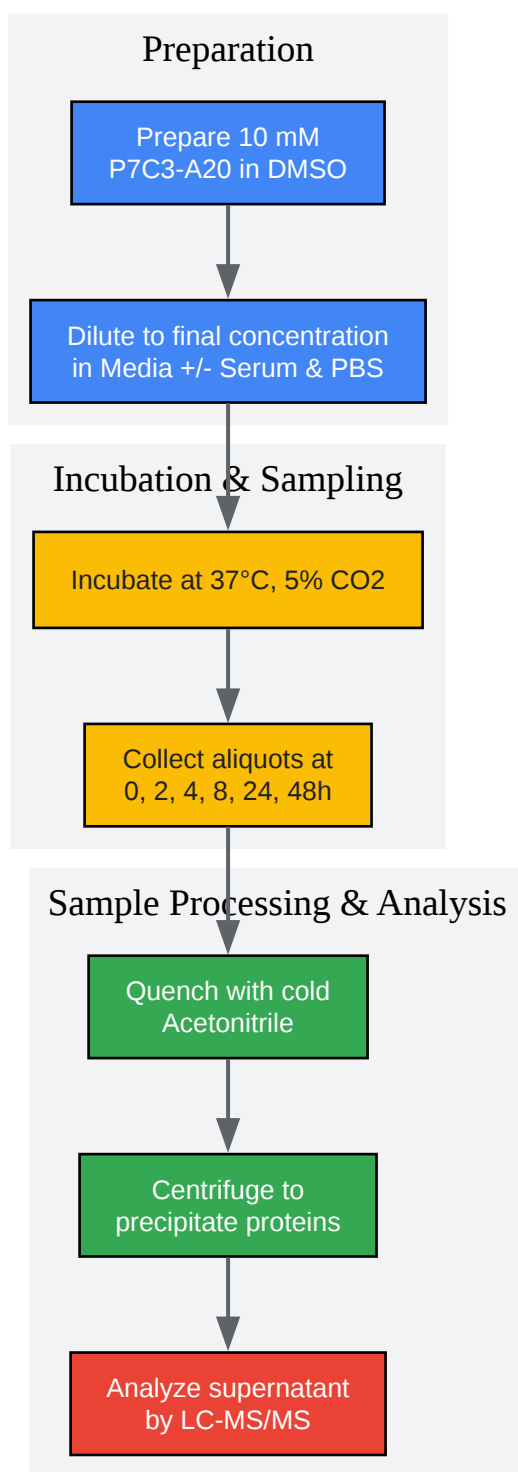 Preparation
Prepare 10 mM
P7C3-A20 in DMSO
Dilute to final concentration
in Media +/- Serum & PBS
Incubation & Sampling
Incubate at 37°C, 5% CO2
Collect aliquots at
0, 2, 4, 8, 24, 48h
Sample Processing & Analysis
Quench with cold
Acetonitrile
Centrifuge to
precipitate proteins
Analyze supernatant
by LC-MS/MS